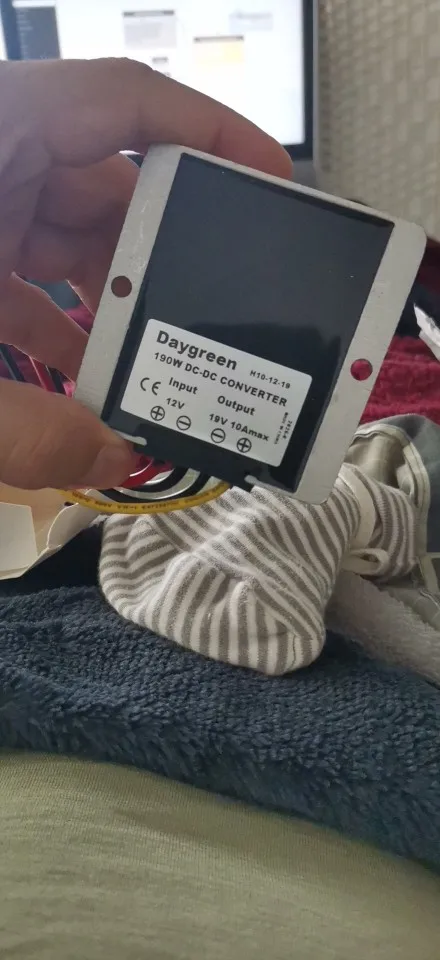 Daygreen H10-12-19
190W DC-DC CONVERTER
CE Input Output
12V 19V 10Amax
⊕ ⊖ ⊖ ⊕